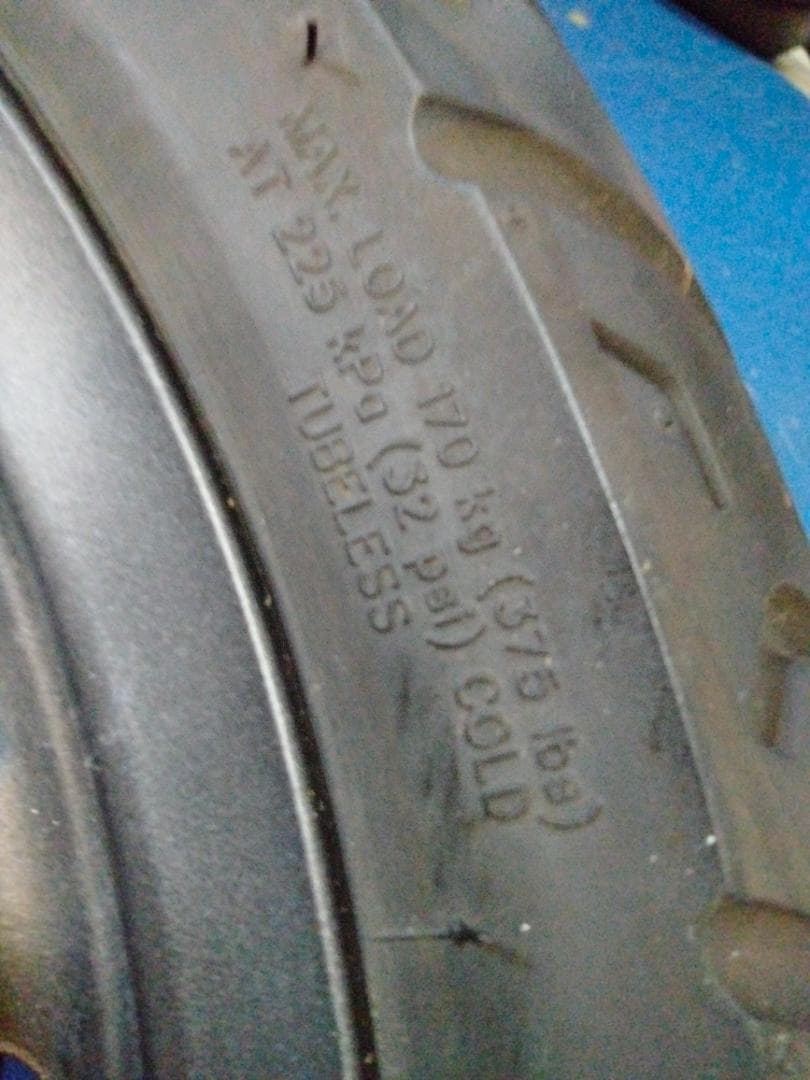 MAX. LOAD 170 kg (375 lbs)
AT 225 kPa (32 psi) COLD
TUBELESS